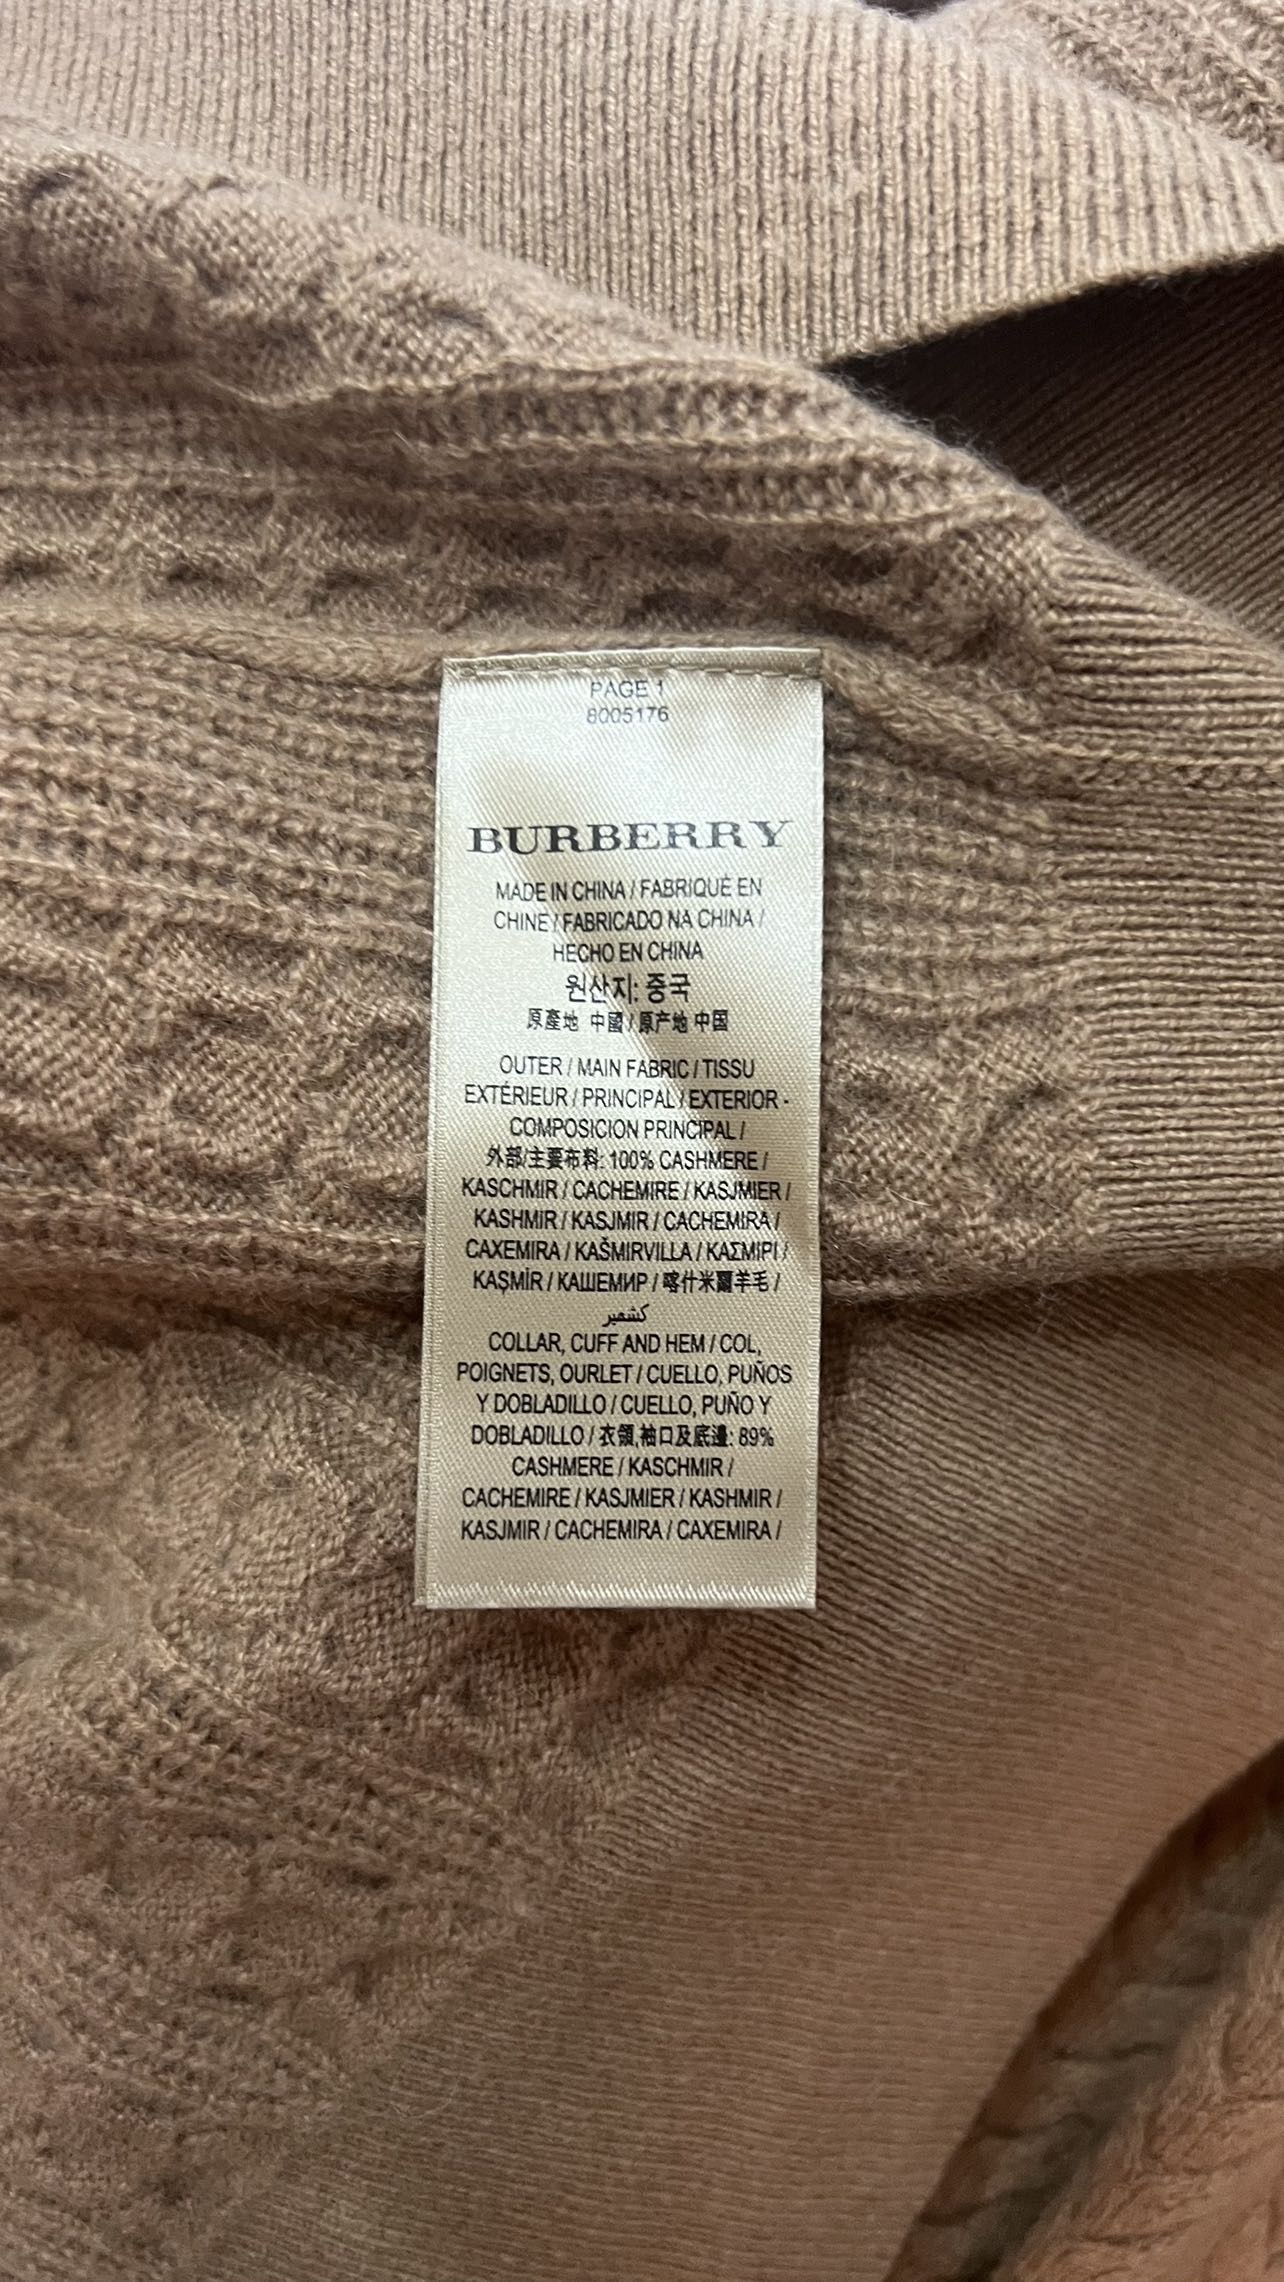 PAGE 1
8005176
BURBERRY
MADE IN CHINA / FABRIQUÉ EN
CHINE / FABRICADO NA CHINA /
HECHO EN CHINA
원산지: 중국
原產地 中國 / 原产地 中国
OUTER / MAIN FABRIC / TISSU
EXTÉRIEUR / PRINCIPAL / EXTERIOR -
COMPOSICION PRINCIPAL /
外部/主要布料: 100% CASHMERE /
KASCHMIR / CACHEMIRE / KASJMIER /
KASHMIR / KASJMIR / CACHEMIRA /
CAXEMIRA / KAŠMIRVILLA / ΚΑΣΜΙΡΙ /
KAŞMİR / КАШЕМИР / 喀什米爾羊毛 /
كشمير
COLLAR, CUFF AND HEM / COL,
POIGNETS, OURLET / CUELLO, PUÑOS
Y DOBLADILLO / CUELLO, PUÑO Y
DOBLADILLO / 衣領,袖口及底邊: 89%
CASHMERE / KASCHMIR /
CACHEMIRE / KASJMIER / KASHMIR /
KASJMIR / CACHEMIRA / CAXEMIRA /